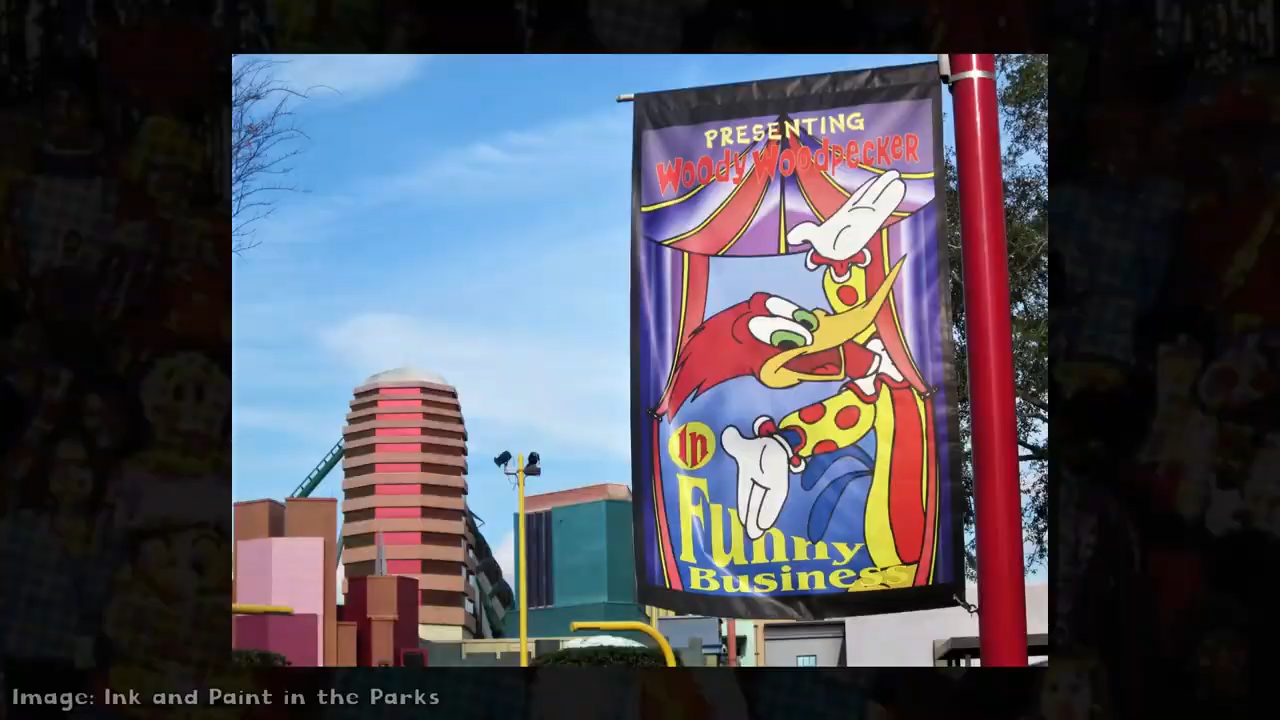 PRESENTING
Woody Woodpecker
In
Funny
Business
Image: Ink and Paint in the Parks